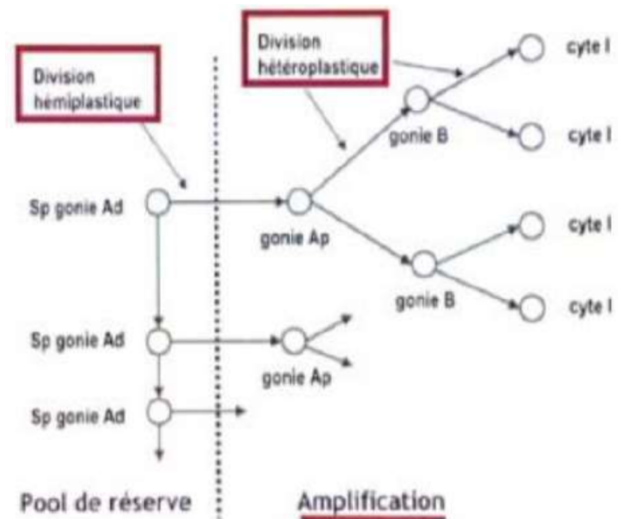 Division
hétéroplastique
Division
hémiplastique
cyte I
gonie B
cyte I
Sp gonie Ad
gonie Ap
cyte I
gonie B
cyte I
Sp gonie Ad
gonie Ap
Sp gonie Ad
Pool de réserve
Amplification